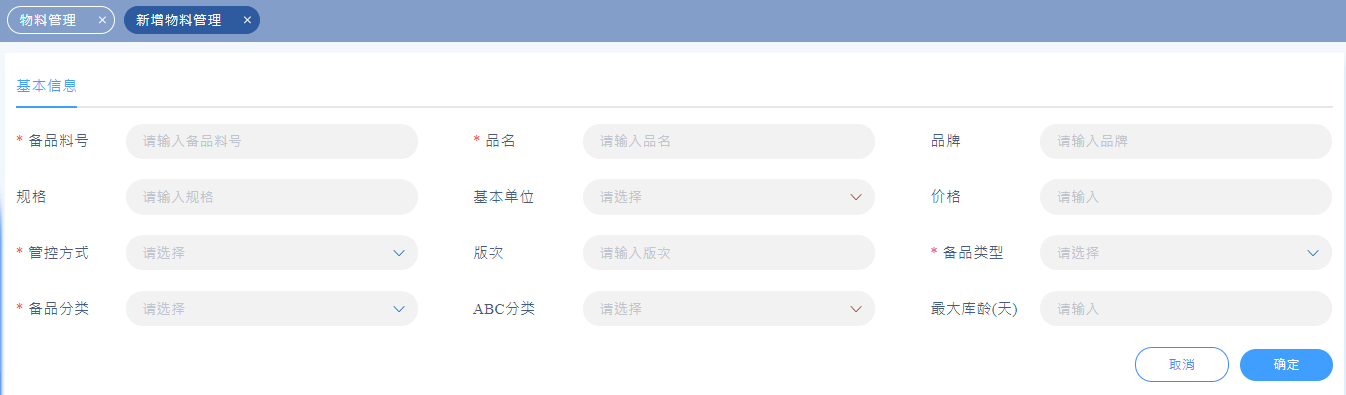 物料管理 × 新增物料管理 ×
基本信息
* 备品料号 请输入备品料号 * 品名 请输入品名 品牌 请输入品牌
规格 请输入规格 基本单位 请选择 价格 请输入
* 管控方式 请选择 版次 请输入版次 * 备品类型 请选择
* 备品分类 请选择 ABC分类 请选择 最大库龄(天) 请输入
取消 确定